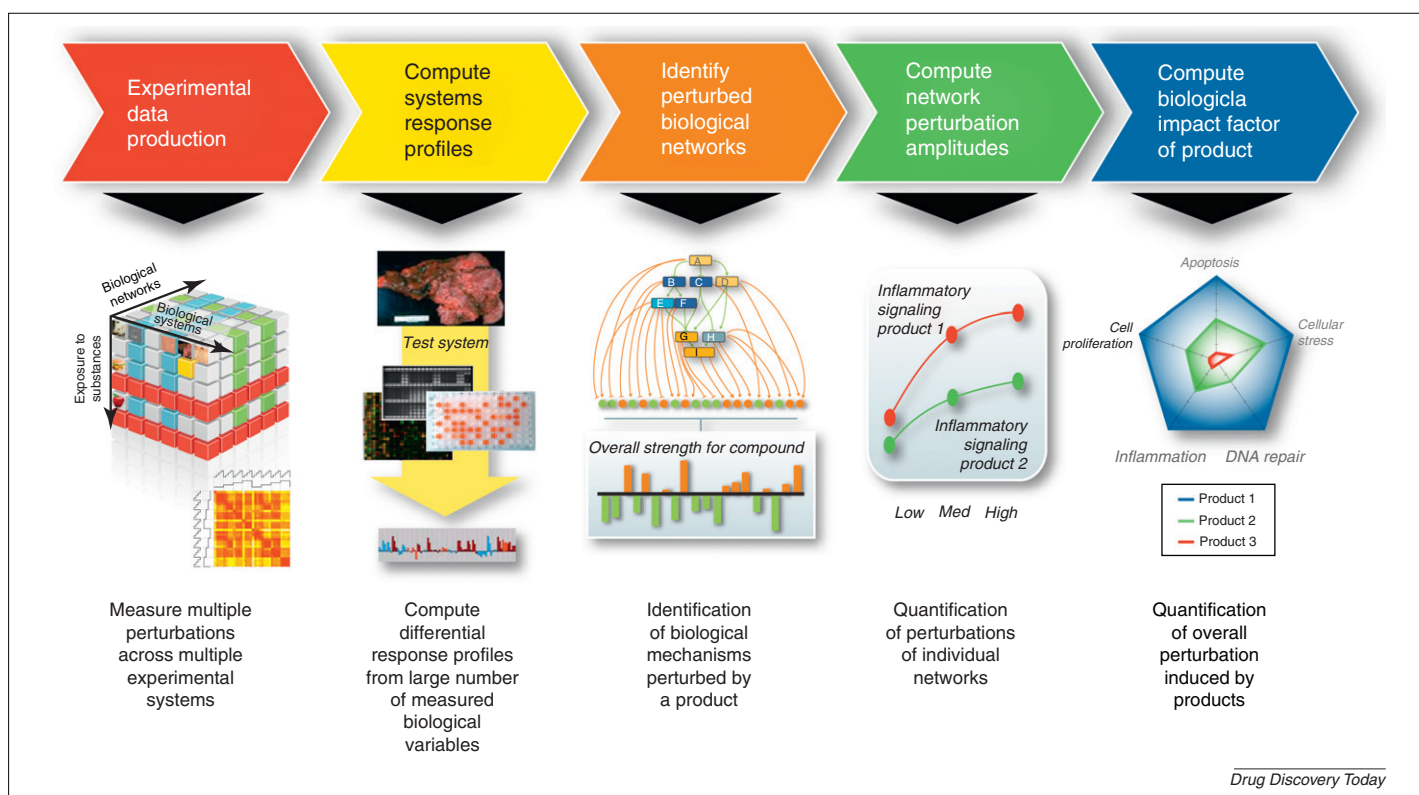 Experimental
data
production
Compute
systems
response
profiles
Identify
perturbed
biological
networks
Compute
network
perturbation
amplitudes
Compute
biologicla
impact factor
of product
Biological
networks
Biological
systems
Exposure to
substances
Test system
A
B C D
E F
G H
I
Overall strength for compound
Inflammatory
signaling
product 1
Inflammatory
signaling
product 2
Low Med High
Apoptosis
Cell
proliferation
Cellular
stress
Inflammation DNA repair
Product 1
Product 2
Product 3
Measure multiple
perturbations
across multiple
experimental
systems
Compute
differential
response profiles
from large number
of measured
biological
variables
Identification
of biological
mechanisms
perturbed by
a product
Quantification
of perturbations
of individual
networks
Quantification
of overall
perturbation
induced by
products
Drug Discovery Today